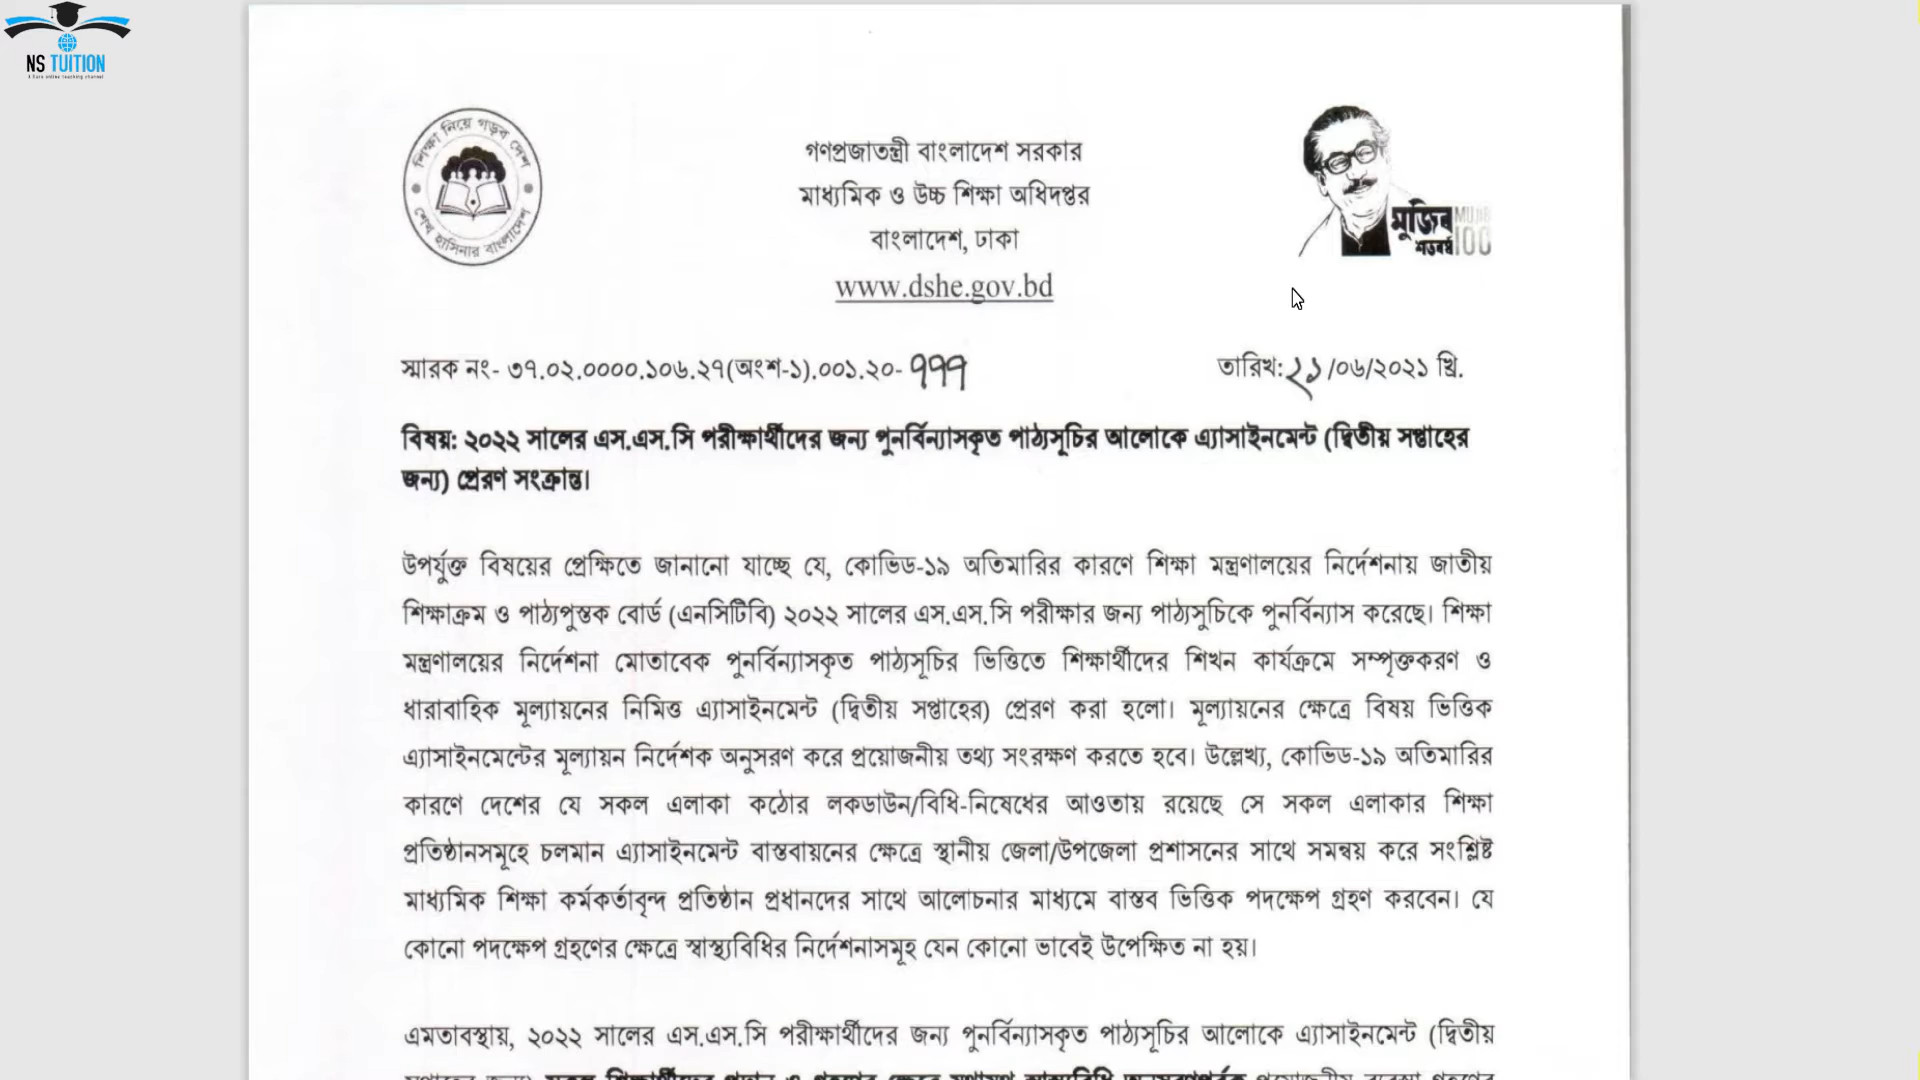 NS TUITION
শিক্ষা নিয়ে গড়ব দেশ
শেখ হাসিনার বাংলাদেশ
গণপ্রজাতন্ত্রী বাংলাদেশ সরকার
মাধ্যমিক ও উচ্চ শিক্ষা অধিদপ্তর
বাংলাদেশ, ঢাকা
www.dshe.gov.bd
মুজিব MUJIB
শতবর্ষ 100
স্মারক নং- ৩৭.০২.০০০০.১০৬.২৭(অংশ-১).০০১.২০- ৭৭৭ তারিখ: ২১/০৬/২০২১ খ্রি.
বিষয়: ২০২২ সালের এস.এস.সি পরীক্ষার্থীদের জন্য পুনর্বিন্যাসকৃত পাঠ্যসূচির আলোকে এ্যাসাইনমেন্ট (দ্বিতীয় সপ্তাহের
জন্য) প্রেরণ সংক্রান্ত।
উপর্যুক্ত বিষয়ের প্রেক্ষিতে জানানো যাচ্ছে যে, কোভিড-১৯ অতিমারির কারণে শিক্ষা মন্ত্রণালয়ের নির্দেশনায় জাতীয়
শিক্ষাক্রম ও পাঠ্যপুস্তক বোর্ড (এনসিটিবি) ২০২২ সালের এস.এস.সি পরীক্ষার জন্য পাঠ্যসুচিকে পুনর্বিন্যাস করেছে। শিক্ষা
মন্ত্রণালয়ের নির্দেশনা মোতাবেক পুনর্বিন্যাসকৃত পাঠ্যসূচির ভিত্তিতে শিক্ষার্থীদের শিখন কার্যক্রমে সম্পৃক্তকরণ ও
ধারাবাহিক মূল্যায়নের নিমিত্ত এ্যাসাইনমেন্ট (দ্বিতীয় সপ্তাহের) প্রেরণ করা হলো। মূল্যায়নের ক্ষেত্রে বিষয় ভিত্তিক
এ্যাসাইনমেন্টের মূল্যায়ন নির্দেশক অনুসরণ করে প্রয়োজনীয় তথ্য সংরক্ষণ করতে হবে। উল্লেখ্য, কোভিড-১৯ অতিমারির
কারণে দেশের যে সকল এলাকা কঠোর লকডাউন/বিধি-নিষেধের আওতায় রয়েছে সে সকল এলাকার শিক্ষা
প্রতিষ্ঠানসমূহে চলমান এ্যাসাইনমেন্ট বাস্তবায়নের ক্ষেত্রে স্থানীয় জেলা/উপজেলা প্রশাসনের সাথে সমন্বয় করে সংশ্লিষ্ট
মাধ্যমিক শিক্ষা কর্মকর্তাবৃন্দ প্রতিষ্ঠান প্রধানদের সাথে আলোচনার মাধ্যমে বাস্তব ভিত্তিক পদক্ষেপ গ্রহণ করবেন। যে
কোনো পদক্ষেপ গ্রহণের ক্ষেত্রে স্বাস্থ্যবিধির নির্দেশনাসমূহ যেন কোনো ভাবেই উপেক্ষিত না হয়।
এমতাবস্থায়, ২০২২ সালের এস.এস.সি পরীক্ষার্থীদের জন্য পুনর্বিন্যাসকৃত পাঠ্যসূচির আলোকে এ্যাসাইনমেন্ট (দ্বিতীয়